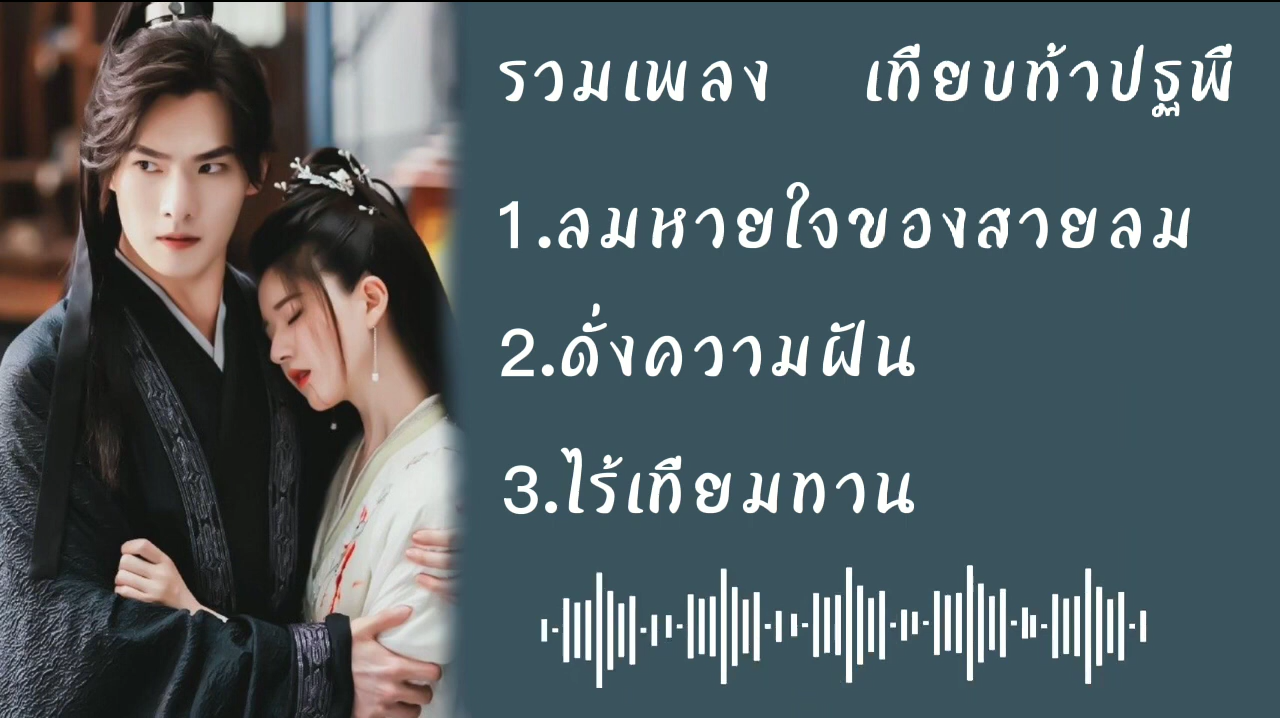 รวมเพลง เทียบท้าปฐพี
1.ลมหายใจของสายลม
2.ดั่งความฝัน
3.ไร้เทียมทาน